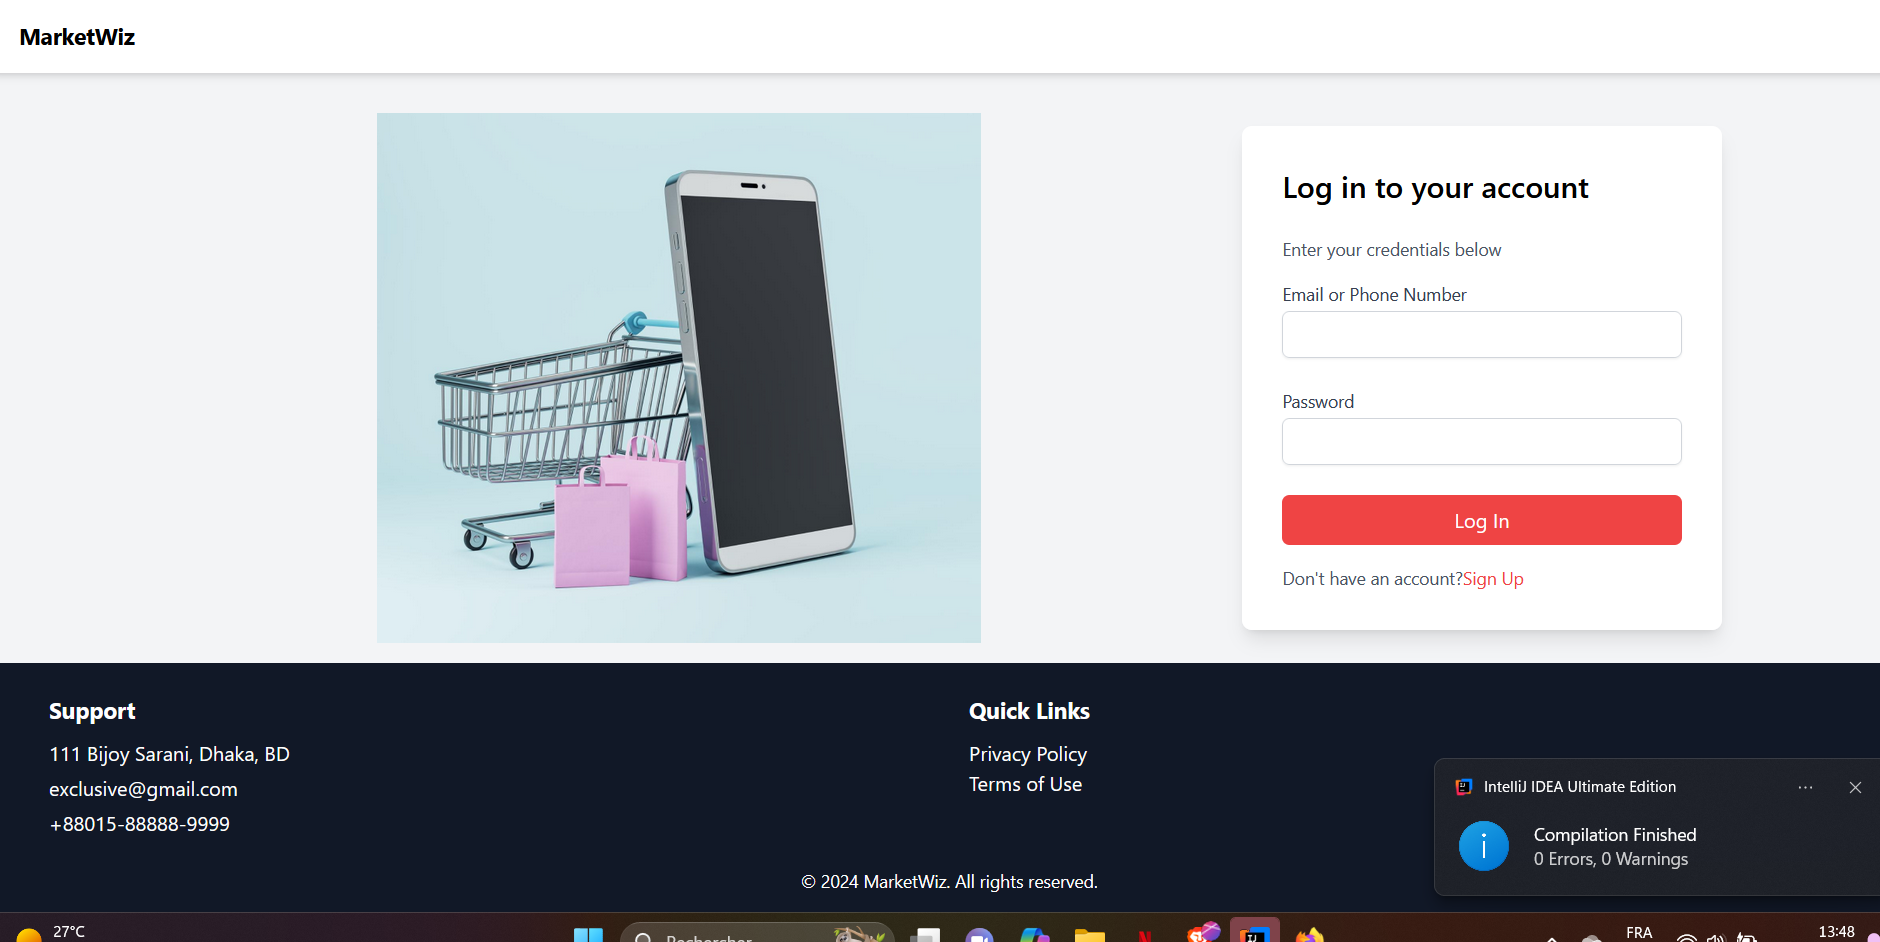 MarketWiz
Log in to your account
Enter your credentials below
Email or Phone Number
Password
Log In
Don't have an account?Sign Up
Support
111 Bijoy Sarani, Dhaka, BD
exclusive@gmail.com
+88015-88888-9999
Quick Links
Privacy Policy
Terms of Use
© 2024 MarketWiz. All rights reserved.
IntelliJ IDEA Ultimate Edition
Compilation Finished
0 Errors, 0 Warnings
27°C
Rechercher
FRA
13:48